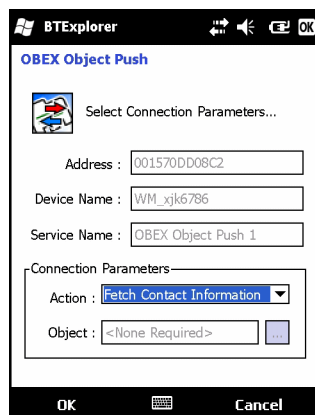 BTExplorer OK
OBEX Object Push
Select Connection Parameters...
Address : 001570DD08C2
Device Name : WM_xjk6786
Service Name : OBEX Object Push 1
Connection Parameters
Action : Fetch Contact Information
Object : <None Required> ...
OK Cancel